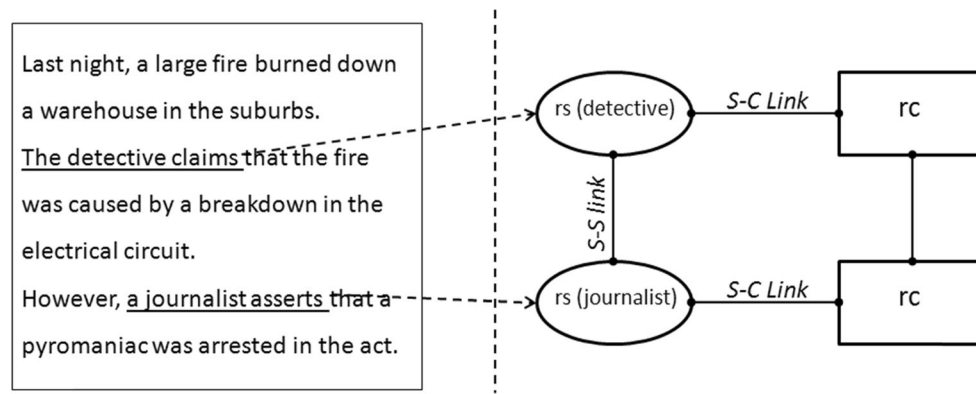 Last night, a large fire burned down
a warehouse in the suburbs.
The detective claims that the fire
was caused by a breakdown in the
electrical circuit.
However, a journalist asserts that a
pyromaniac was arrested in the act.
rs (detective)
S-C Link
rc
S-S link
rs (journalist)
S-C Link
rc